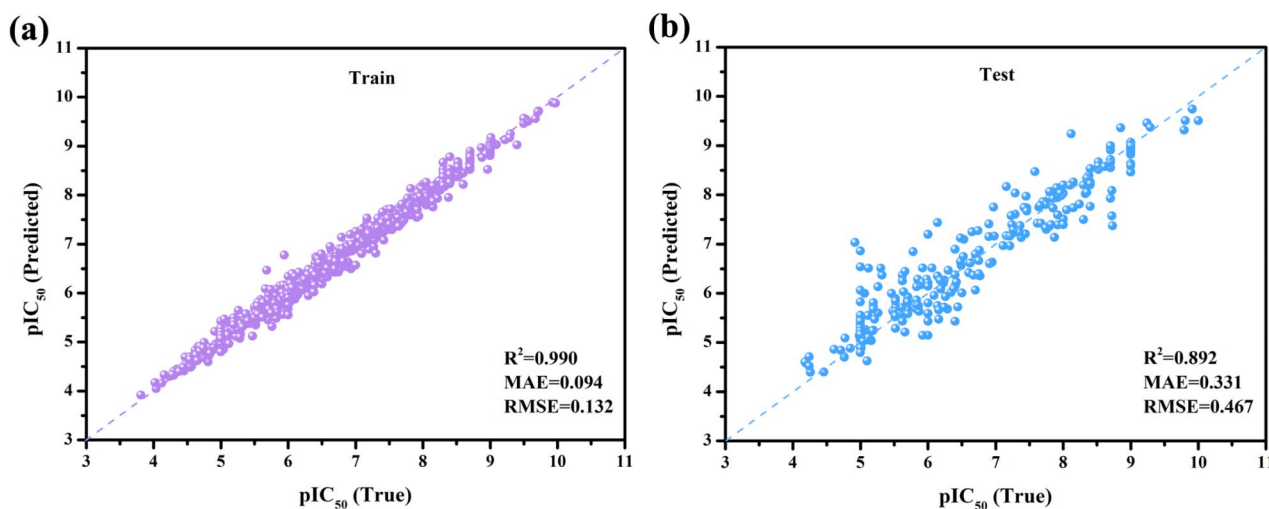 (a)
Train
pIC50 (Predicted)
11
10
9
8
7
6
5
4
3
R2=0.990
MAE=0.094
RMSE=0.132
3 4 5 6 7 8 9 10 11
pIC50 (True)
(b)
Test
pIC50 (Predicted)
11
10
9
8
7
6
5
4
3
R2=0.892
MAE=0.331
RMSE=0.467
3 4 5 6 7 8 9 10 11
pIC50 (True)